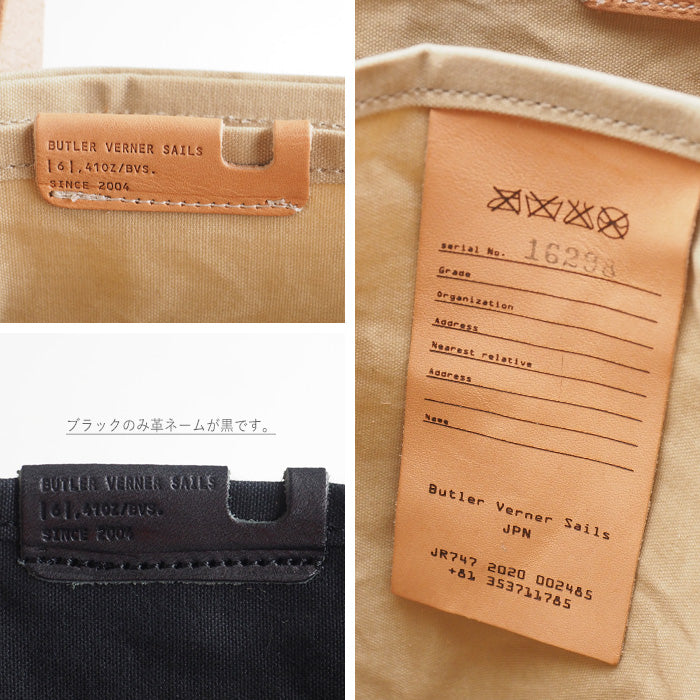 BUTLER VERNER SAILS
|6|,41OZ/BVS.
SINCE 2004
ブラックのみ革ネームが黒です。
BUTLER VERNER SAILS
|6|,41OZ/BVS.
SINCE 2004
serial No. 16298
Grade
Organization
Address
Nearest relative
Address
Name
Butler Verner Sails
JPN
JR747 2020 002485
+81 353711785